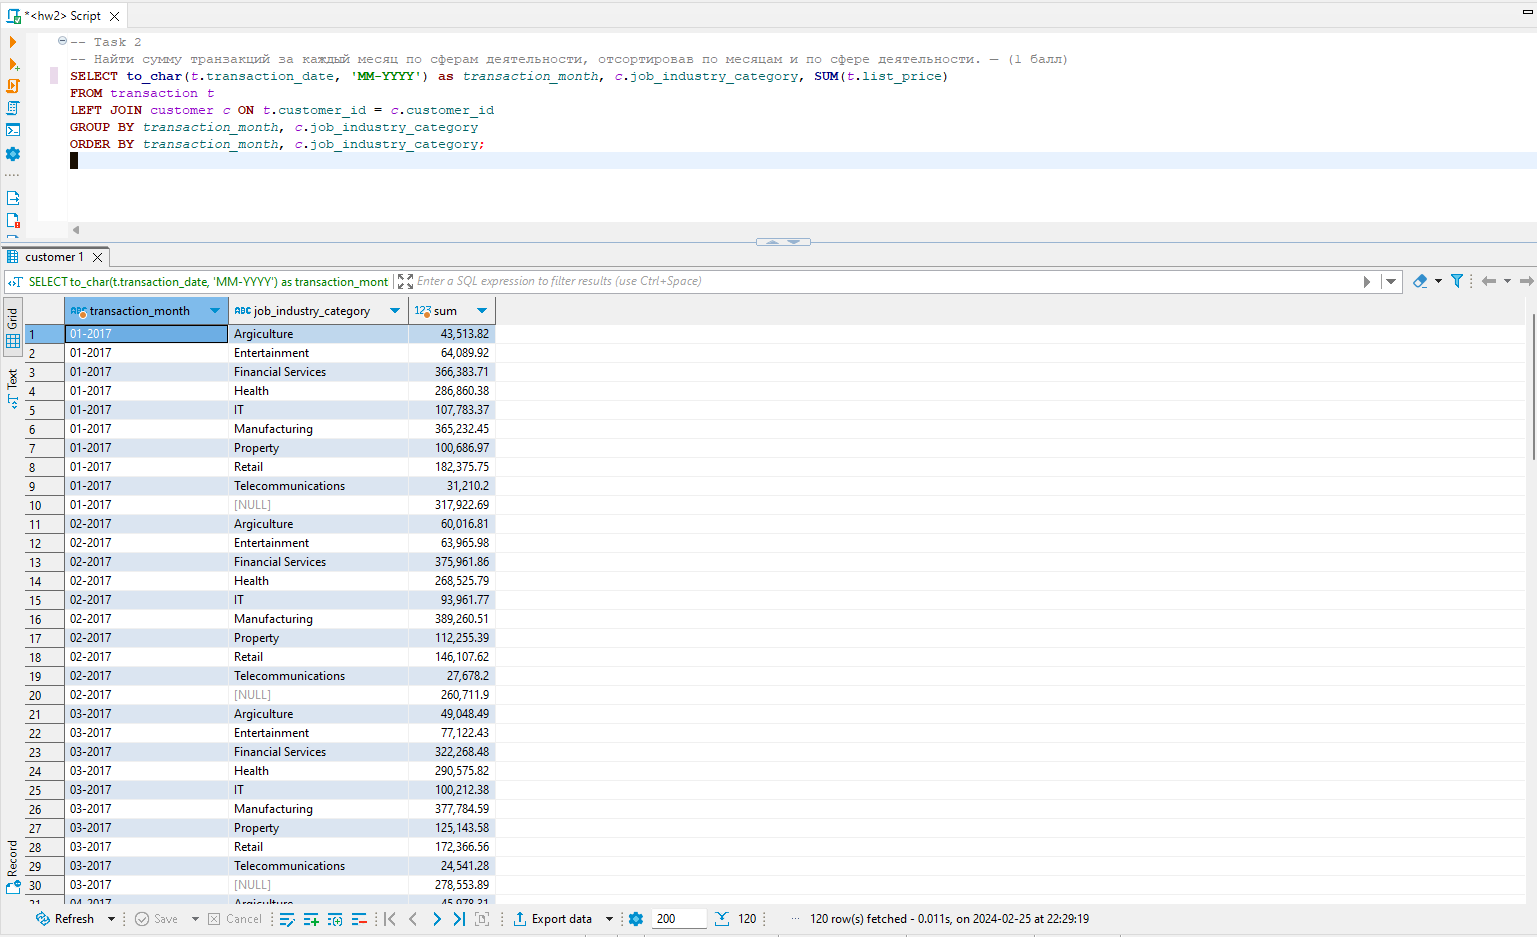 *<hw2> Script
-- Task 2
-- Найти сумму транзакций за каждый месяц по сферам деятельности, отсортировав по месяцам и по сфере деятельности. — (1 балл)
SELECT to_char(t.transaction_date, 'MM-YYYY') as transaction_month, c.job_industry_category, SUM(t.list_price)
FROM transaction t
LEFT JOIN customer c ON t.customer_id = c.customer_id
GROUP BY transaction_month, c.job_industry_category
ORDER BY transaction_month, c.job_industry_category;
customer 1
SELECT to_char(t.transaction_date, 'MM-YYYY') as transaction_mont
Enter a SQL expression to filter results (use Ctrl+Space)
Grid
Text
Record
ABC transaction_month ABC job_industry_category 123 sum
1 01-2017 Argiculture 43,513.82
2 01-2017 Entertainment 64,089.92
3 01-2017 Financial Services 366,383.71
4 01-2017 Health 286,860.38
5 01-2017 IT 107,783.37
6 01-2017 Manufacturing 365,232.45
7 01-2017 Property 100,686.97
8 01-2017 Retail 182,375.75
9 01-2017 Telecommunications 31,210.2
10 01-2017 [NULL] 317,922.69
11 02-2017 Argiculture 60,016.81
12 02-2017 Entertainment 63,965.98
13 02-2017 Financial Services 375,961.86
14 02-2017 Health 268,525.79
15 02-2017 IT 93,961.77
16 02-2017 Manufacturing 389,260.51
17 02-2017 Property 112,255.39
18 02-2017 Retail 146,107.62
19 02-2017 Telecommunications 27,678.2
20 02-2017 [NULL] 260,711.9
21 03-2017 Argiculture 49,048.49
22 03-2017 Entertainment 77,122.43
23 03-2017 Financial Services 322,268.48
24 03-2017 Health 290,575.82
25 03-2017 IT 100,212.38
26 03-2017 Manufacturing 377,784.59
27 03-2017 Property 125,143.58
28 03-2017 Retail 172,366.56
29 03-2017 Telecommunications 24,541.28
30 03-2017 [NULL] 278,553.89
31 04-2017 Argiculture 45,978.31
Refresh Save Cancel Export data 200 120 120 row(s) fetched - 0.011s, on 2024-02-25 at 22:29:19